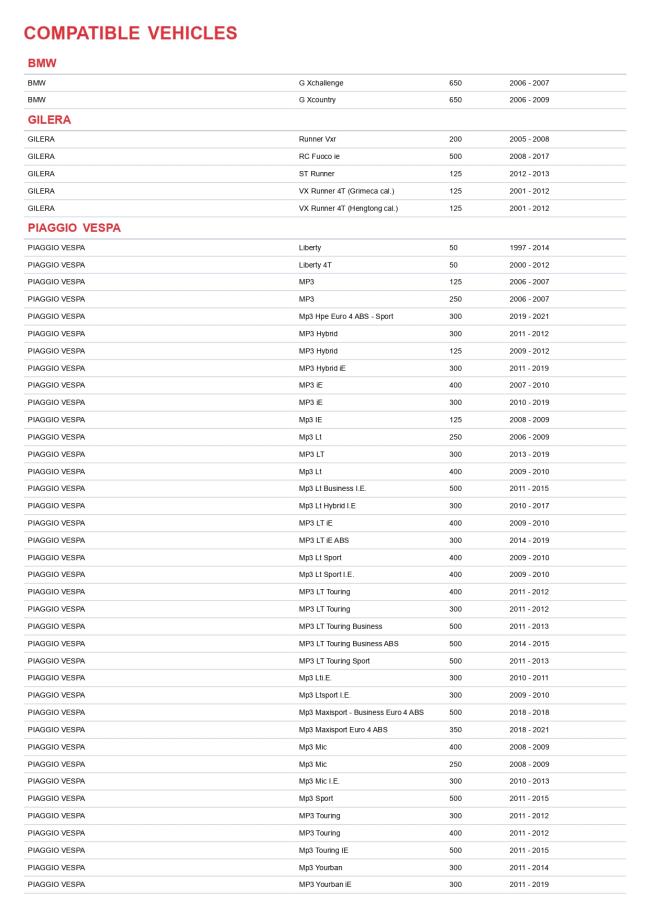 COMPATIBLE VEHICLES
BMW
BMW G Xchallenge 650 2006 - 2007
BMW G Xcountry 650 2006 - 2009
GILERA
GILERA Runner Vxr 200 2005 - 2008
GILERA RC Fuoco ie 500 2008 - 2017
GILERA ST Runner 125 2012 - 2013
GILERA VX Runner 4T (Grimeca cal.) 125 2001 - 2012
GILERA VX Runner 4T (Hengtong cal.) 125 2001 - 2012
PIAGGIO VESPA
PIAGGIO VESPA Liberty 50 1997 - 2014
PIAGGIO VESPA Liberty 4T 50 2000 - 2012
PIAGGIO VESPA MP3 125 2006 - 2007
PIAGGIO VESPA MP3 250 2006 - 2007
PIAGGIO VESPA Mp3 Hpe Euro 4 ABS - Sport 300 2019 - 2021
PIAGGIO VESPA MP3 Hybrid 300 2011 - 2012
PIAGGIO VESPA MP3 Hybrid 125 2009 - 2012
PIAGGIO VESPA MP3 Hybrid iE 300 2011 - 2019
PIAGGIO VESPA MP3 iE 400 2007 - 2010
PIAGGIO VESPA MP3 iE 300 2010 - 2019
PIAGGIO VESPA Mp3 IE 125 2008 - 2009
PIAGGIO VESPA Mp3 Lt 250 2006 - 2009
PIAGGIO VESPA MP3 LT 300 2013 - 2019
PIAGGIO VESPA Mp3 Lt 400 2009 - 2010
PIAGGIO VESPA Mp3 Lt Business I.E. 500 2011 - 2015
PIAGGIO VESPA Mp3 Lt Hybrid I.E 300 2010 - 2017
PIAGGIO VESPA MP3 LT iE 400 2009 - 2010
PIAGGIO VESPA MP3 LT iE ABS 300 2014 - 2019
PIAGGIO VESPA Mp3 Lt Sport 400 2009 - 2010
PIAGGIO VESPA Mp3 Lt Sport I.E. 400 2009 - 2010
PIAGGIO VESPA MP3 LT Touring 400 2011 - 2012
PIAGGIO VESPA MP3 LT Touring 300 2011 - 2012
PIAGGIO VESPA MP3 LT Touring Business 500 2011 - 2013
PIAGGIO VESPA MP3 LT Touring Business ABS 500 2014 - 2015
PIAGGIO VESPA MP3 LT Touring Sport 500 2011 - 2013
PIAGGIO VESPA Mp3 Lti.E. 300 2010 - 2011
PIAGGIO VESPA Mp3 Ltsport I.E. 300 2009 - 2010
PIAGGIO VESPA Mp3 Maxisport - Business Euro 4 ABS 500 2018 - 2018
PIAGGIO VESPA Mp3 Maxisport Euro 4 ABS 350 2018 - 2021
PIAGGIO VESPA Mp3 Mic 400 2008 - 2009
PIAGGIO VESPA Mp3 Mic 250 2008 - 2009
PIAGGIO VESPA Mp3 Mic I.E. 300 2010 - 2013
PIAGGIO VESPA Mp3 Sport 500 2011 - 2015
PIAGGIO VESPA MP3 Touring 300 2011 - 2012
PIAGGIO VESPA MP3 Touring 400 2011 - 2012
PIAGGIO VESPA Mp3 Touring IE 500 2011 - 2015
PIAGGIO VESPA Mp3 Yourban 300 2011 - 2014
PIAGGIO VESPA MP3 Yourban iE 300 2011 - 2019